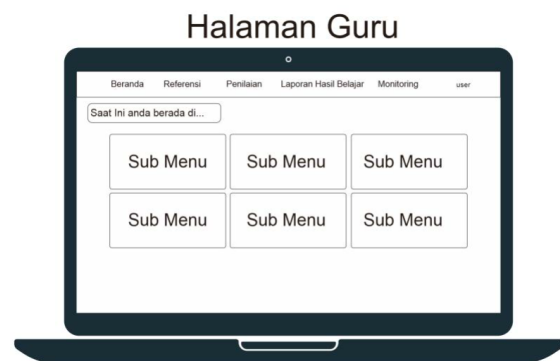 Halaman Guru
Beranda Referensi Penilaian Laporan Hasil Belajar Monitoring user
Saat Ini anda berada di...
Sub Menu Sub Menu Sub Menu
Sub Menu Sub Menu Sub Menu